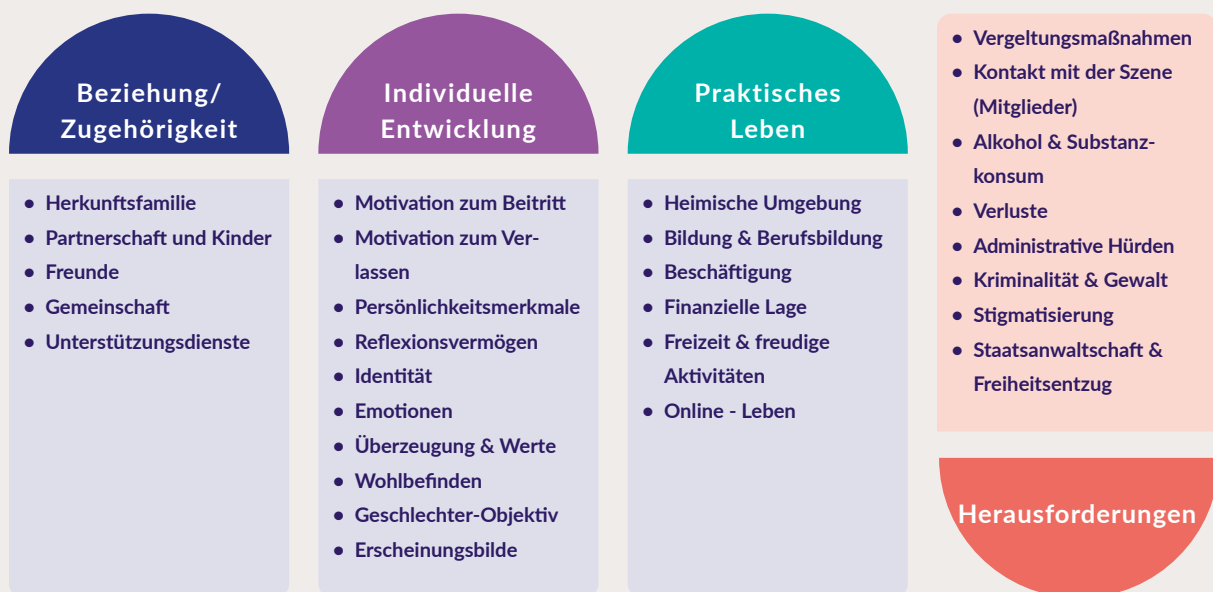 Beziehung/
Zugehörigkeit
• Herkunftsfamilie
• Partnerschaft und Kinder
• Freunde
• Gemeinschaft
• Unterstützungsdienste
Individuelle
Entwicklung
• Motivation zum Beitritt
• Motivation zum Ver-
lassen
• Persönlichkeitsmerkmale
• Reflexionsvermögen
• Identität
• Emotionen
• Überzeugung & Werte
• Wohlbefinden
• Geschlechter-Objektiv
• Erscheinungsbilde
Praktisches
Leben
• Heimische Umgebung
• Bildung & Berufsbildung
• Beschäftigung
• Finanzielle Lage
• Freizeit & freudige
Aktivitäten
• Online - Leben
• Vergeltungsmaßnahmen
• Kontakt mit der Szene
(Mitglieder)
• Alkohol & Substanz-
konsum
• Verluste
• Administrative Hürden
• Kriminalität & Gewalt
• Stigmatisierung
• Staatsanwaltschaft &
Freiheitsentzug
Herausforderungen